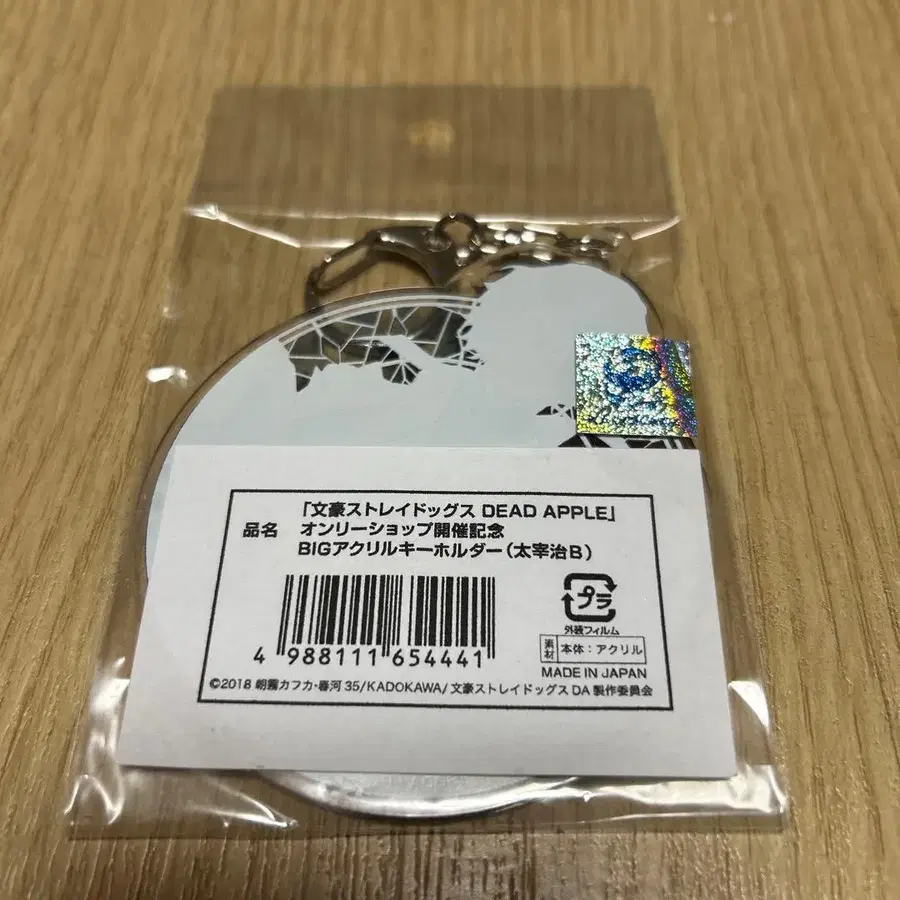 「文豪ストレイドッグス DEAD APPLE」
品名 オンリーショップ開催記念
BIGアクリルキーホルダー(太宰治B)
プラ
外装フィルム
素材 本体:アクリル
4 988111 654441
MADE IN JAPAN
©2018 朝霧カフカ・春河35/KADOKAWA/文豪ストレイドッグスDA製作委員会